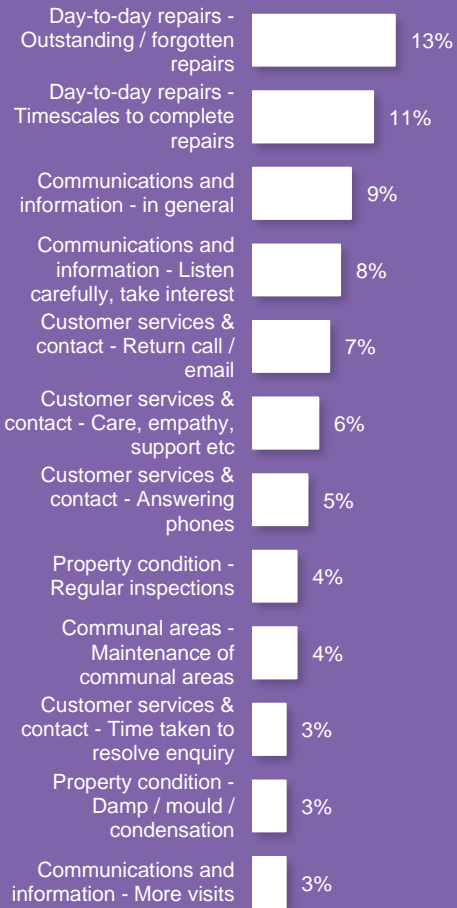 Day-to-day repairs -
Outstanding / forgotten
repairs
13%
Day-to-day repairs -
Timescales to complete
repairs
11%
Communications and
information - in general
9%
Communications and
information - Listen
carefully, take interest
8%
Customer services &
contact - Return call /
email
7%
Customer services &
contact - Care, empathy,
support etc
6%
Customer services &
contact - Answering
phones
5%
Property condition -
Regular inspections
4%
Communal areas -
Maintenance of
communal areas
4%
Customer services &
contact - Time taken to
resolve enquiry
3%
Property condition -
Damp / mould /
condensation
3%
Communications and
information - More visits
3%